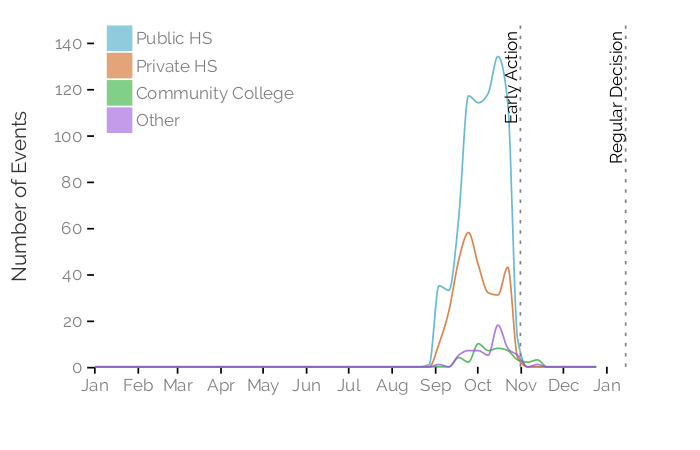 Public HS
Private HS
Community College
Other
Early Action
Regular Decision
Number of Events
140
120
100
80
60
40
20
0
Jan Feb Mar Apr May Jun Jul Aug Sep Oct Nov Dec Jan